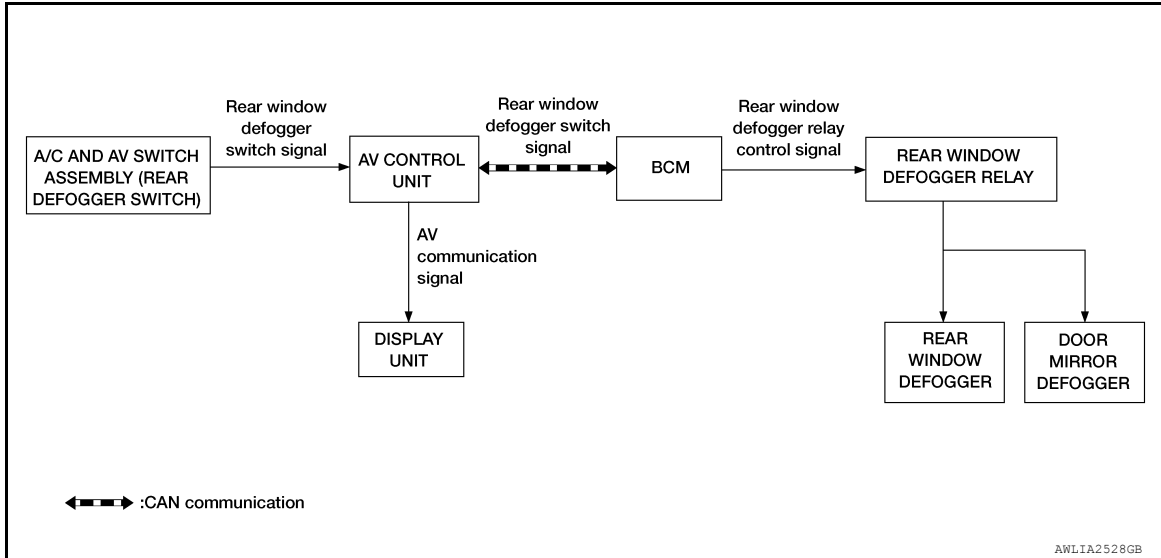 Rear window
defogger
switch signal
Rear window
defogger switch
signal
Rear window
defogger relay
control signal
A/C AND AV SWITCH
ASSEMBLY (REAR
DEFOGGER SWITCH)
AV CONTROL
UNIT
BCM
REAR WINDOW
DEFOGGER RELAY
AV
communication
signal
DISPLAY
UNIT
REAR
WINDOW
DEFOGGER
DOOR
MIRROR
DEFOGGER
:CAN communication
AWLIA2528GB